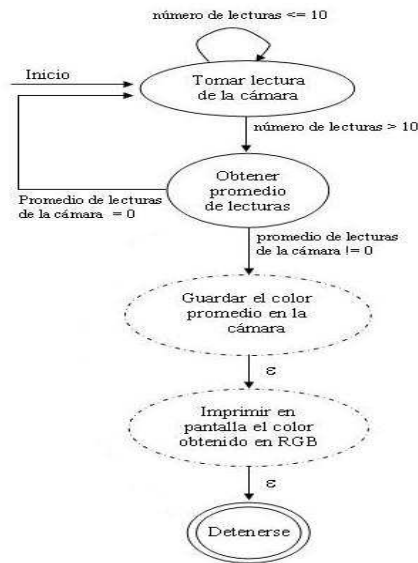 número de lecturas <= 10
Inicio
Tomar lectura
de la cámara
número de lecturas > 10
Obtener
promedio
de lecturas
Promedio de lecturas
de la cámara = 0
promedio de lecturas
de la cámara != 0
Guardar el color
promedio en la
cámara
ε
Imprimir en
pantalla el color
obtenido en RGB
ε
Detenerse